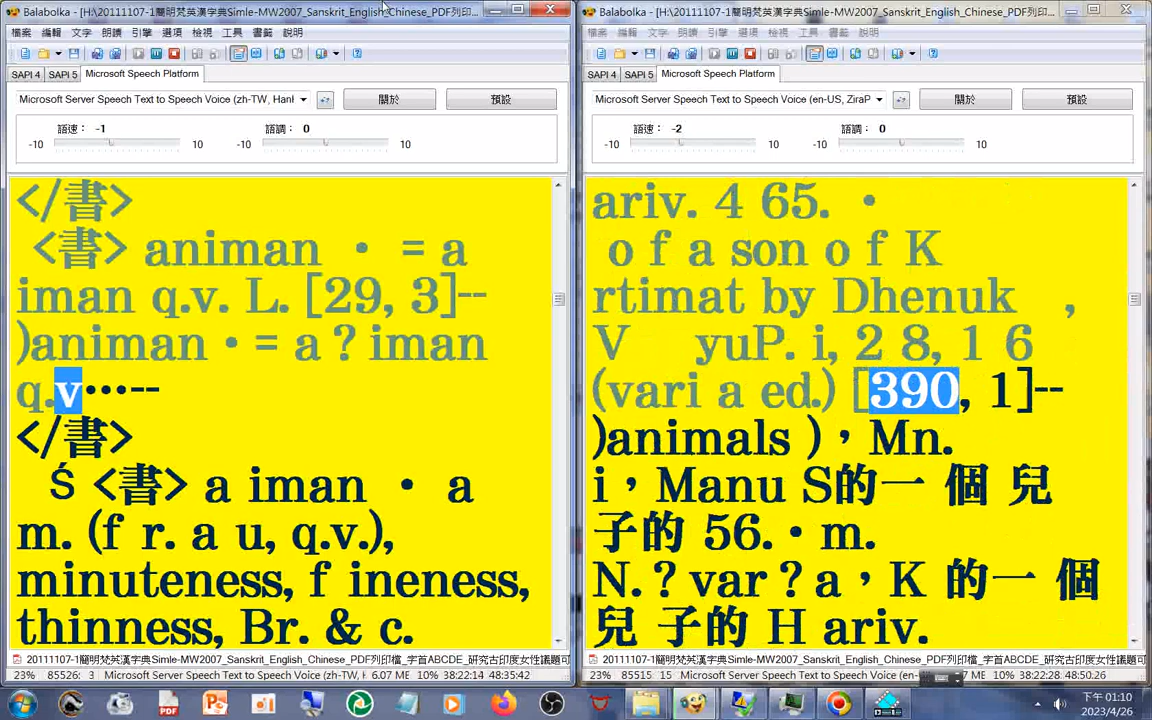 Balabolka - [H:\20111107-1簡明梵英漢字典Simle-MW2007_Sanskrit_English_Chinese_PDF列印...
檔案 編輯 文字 朗讀 引擎 選項 檢視 工具 書籤 說明
SAPI 4 SAPI 5 Microsoft Speech Platform
Microsoft Server Speech Text to Speech Voice (zh-TW, Hanl 關於 預設
語速： -1 語調： 0
-10 10 -10 10
</書>
<書> animan • = a
iman q.v. L. [29, 3]--
)animan • = a ? iman
q.v•••--
</書>
Ś <書> a iman • a
m. (f r. a u, q.v.),
minuteness, f ineness,
thinness, Br. & c.
20111107-1簡明梵英漢字典Simle-MW2007_Sanskrit_English_Chinese_PDF列印檔_字首ABCDE_研究古印度女性議題可
23% 85526: 3 Microsoft Server Speech Text to Speech Voice (zh-TW, H 6.07 MB 10% 38:22:14 48:35:42
Balabolka - [H:\20111107-1簡明梵英漢字典Simle-MW2007_Sanskrit_English_Chinese_PDF列印...
檔案 編輯 文字 朗讀 引擎 選項 檢視 工具 書籤 說明
SAPI 4 SAPI 5 Microsoft Speech Platform
Microsoft Server Speech Text to Speech Voice (en-US, ZiraP 關於 預設
語速： -2 語調： 0
-10 10 -10 10
ariv. 4 65. •
o f a son o f K
rtimat by Dhenuk ,
V yuP. i, 2 8, 1 6
(vari a ed.) [390, 1]--
)animals )，Mn.
i，Manu S的一 個 兒
子的 56.•m.
N.？var？a，K 的一 個
兒 子的 H ariv.
20111107-1簡明梵英漢字典Simle-MW2007_Sanskrit_English_Chinese_PDF列印檔_字首ABCDE_研究古印度女性議題可
23% 85515 15 Microsoft Server Speech Text to Speech Voice (en-U 10% 38:22:28 48:50:26
下午 01:10
2023/4/26